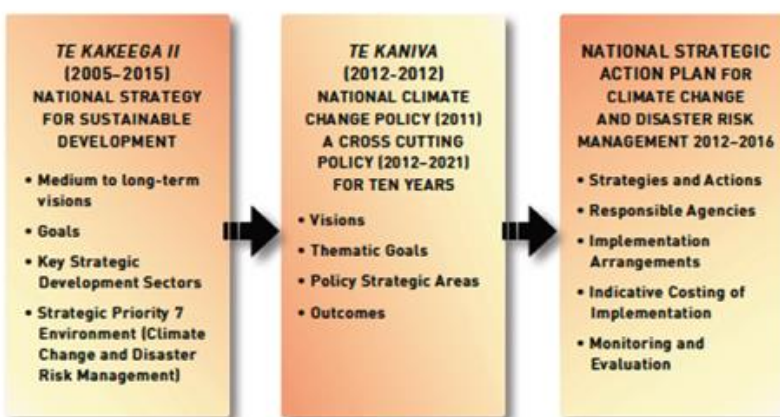 TE KAKEEGA II
(2005–2015)
NATIONAL STRATEGY
FOR SUSTAINABLE
DEVELOPMENT
• Medium to long-term
visions
• Goals
• Key Strategic
Development Sectors
• Strategic Priority 7
Environment (Climate
Change and Disaster
Risk Management)
TE KANIVA
(2012-2012)
NATIONAL CLIMATE
CHANGE POLICY (2011)
A CROSS CUTTING
POLICY (2012–2021)
FOR TEN YEARS
• Visions
• Thematic Goals
• Policy Strategic Areas
• Outcomes
NATIONAL STRATEGIC
ACTION PLAN FOR
CLIMATE CHANGE
AND DISASTER RISK
MANAGEMENT 2012–2016
• Strategies and Actions
• Responsible Agencies
• Implementation
Arrangements
• Indicative Costing of
Implementation
• Monitoring and
Evaluation